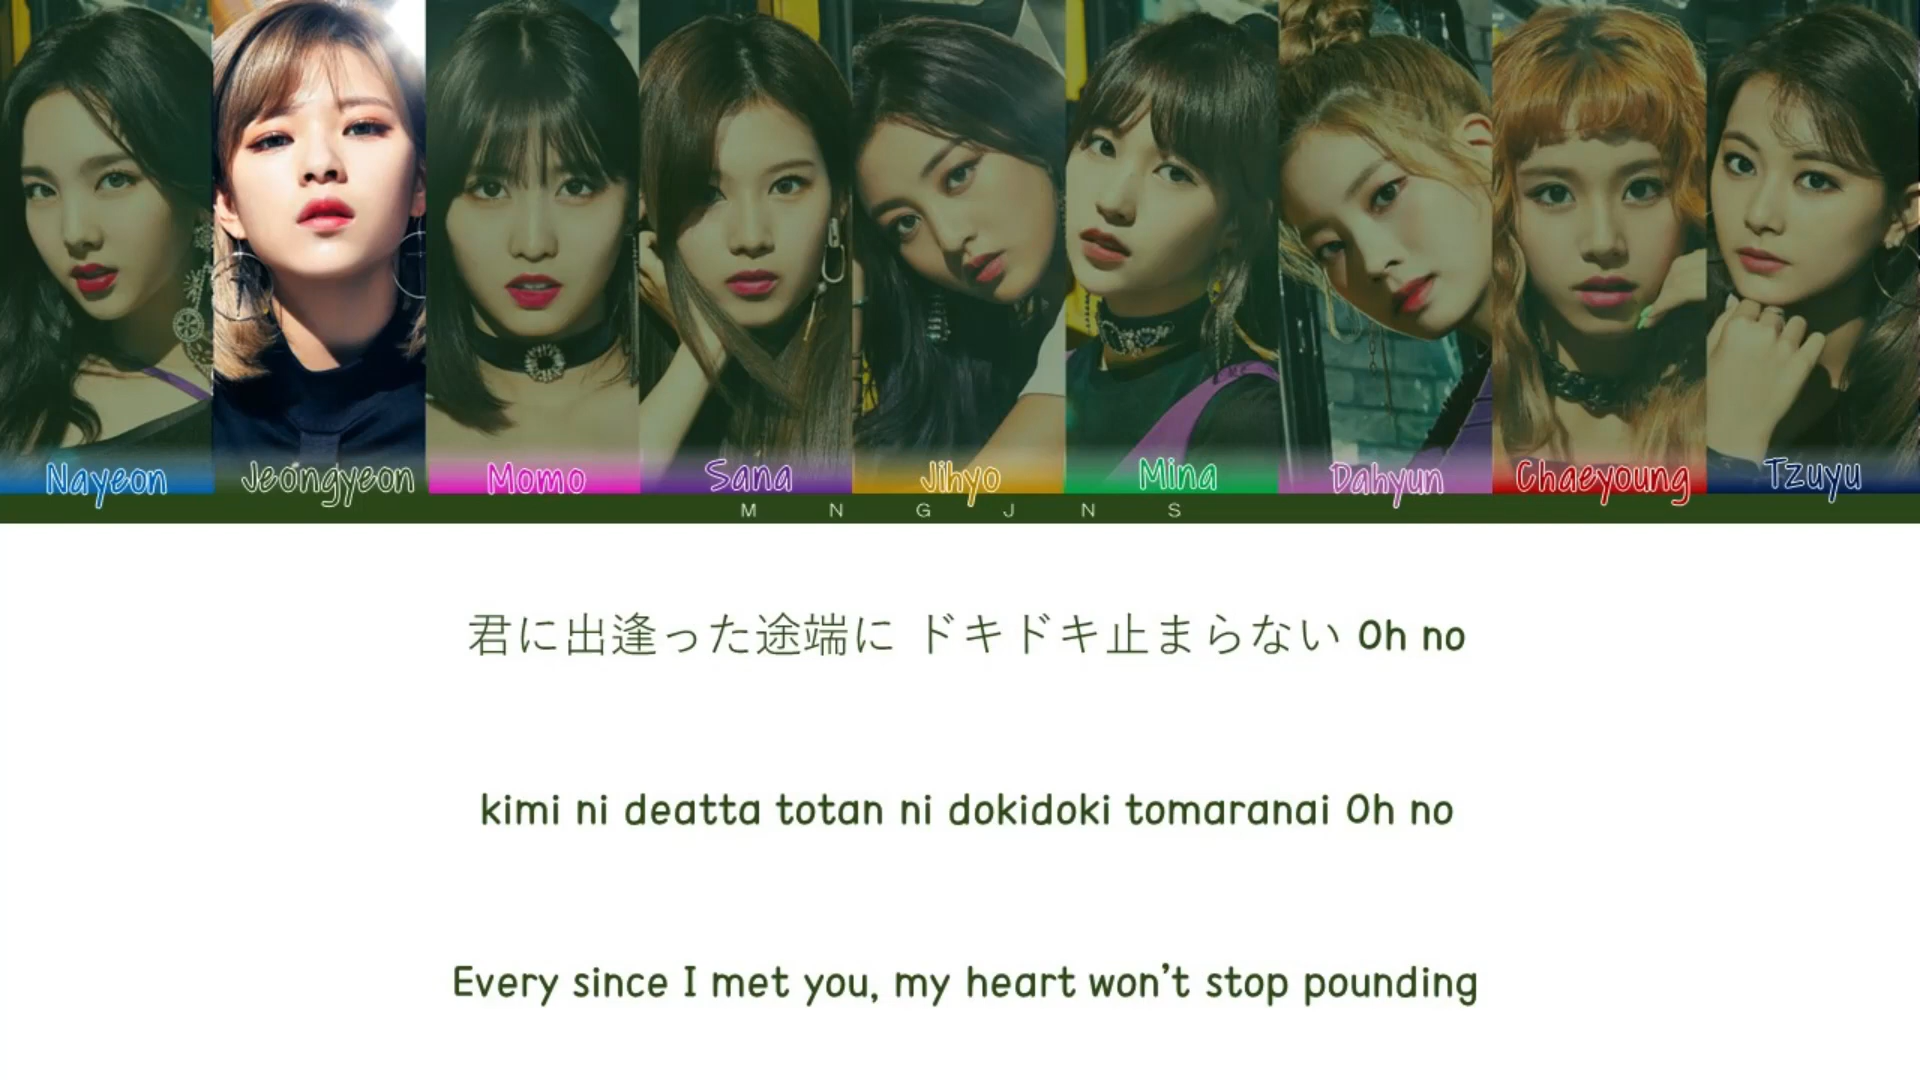 Nayeon Jeongyeon Momo Sana Jihyo Mina Dahyun Chaeyoung Tzuyu
M N G J N S
君に出逢った途端に ドキドキ止まらない Oh no
kimi ni deatta totan ni dokidoki tomaranai Oh no
Every since I met you, my heart won't stop pounding